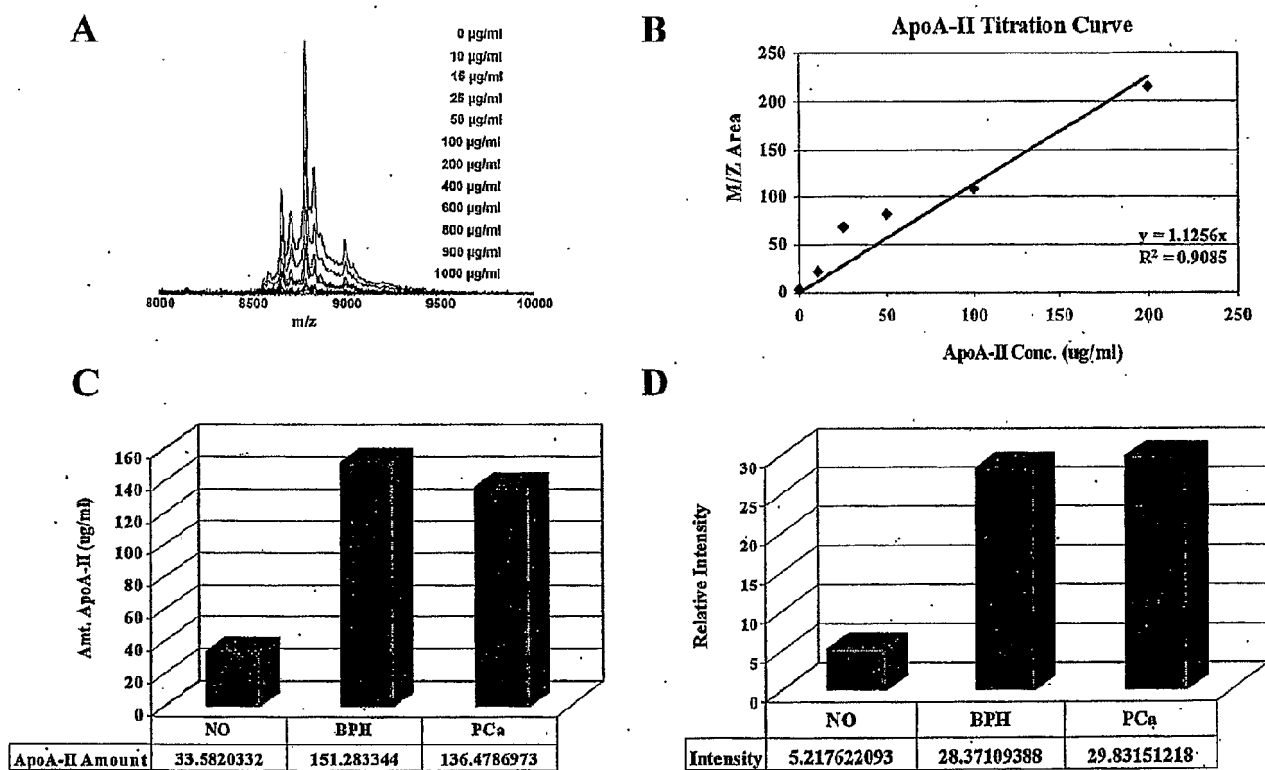 A
0 µg/ml
10 µg/ml
15 µg/ml
25 µg/ml
50 µg/ml
100 µg/ml
200 µg/ml
400 µg/ml
600 µg/ml
800 µg/ml
900 µg/ml
1000 µg/ml
8000 8500 9000 9500 10000
m/z
B
ApoA-II Titration Curve
250
200
150
100
50
0
M/Z Area
y = 1.1256x
R² = 0.9085
0 50 100 150 200 250
ApoA-II Conc. (ug/ml)
C
160
140
120
100
80
60
40
20
0
Amt. ApoA-II (ug/ml)
NO BPH PCa
ApoA-II Amount 33.5820332 151.283344 136.4786973
D
30
25
20
15
10
5
0
Relative Intensity
NO BPH PCa
Intensity 5.217622093 28.37109388 29.83151218